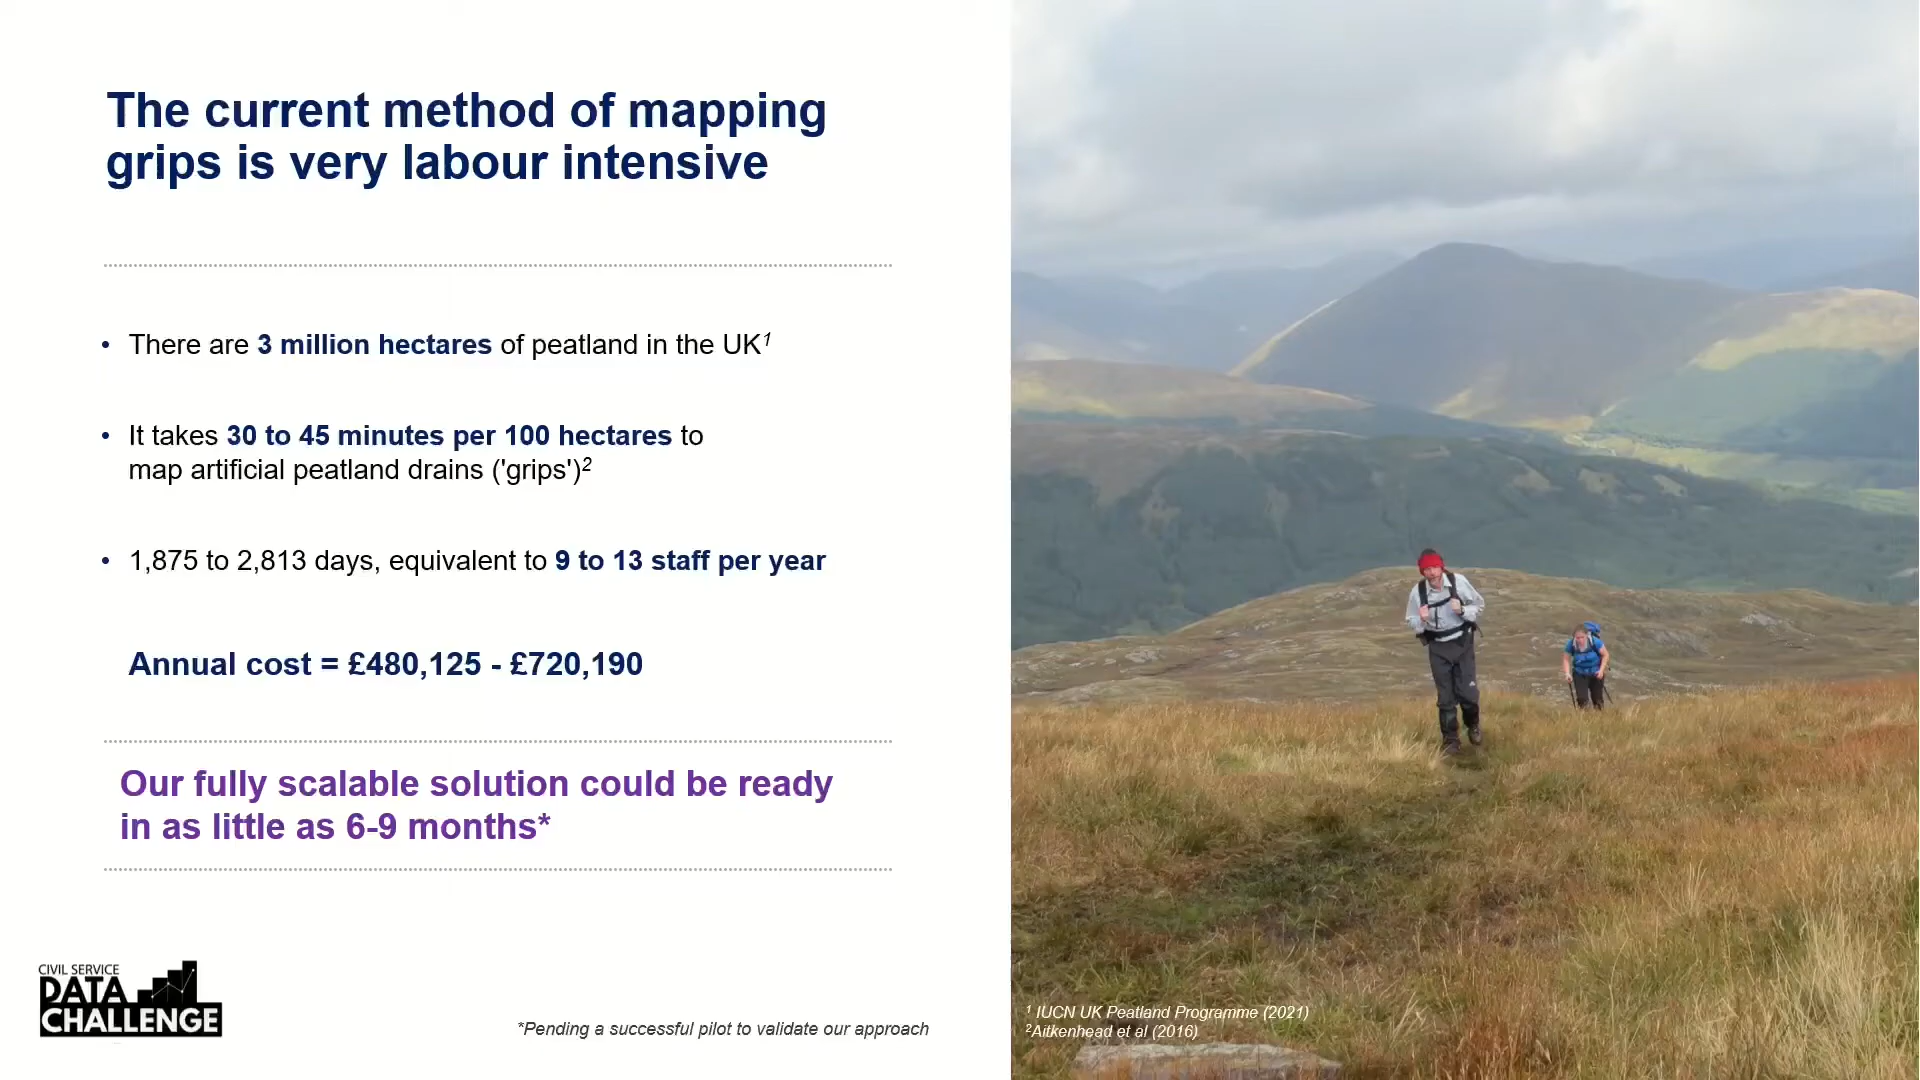 The current method of mapping
grips is very labour intensive
• There are 3 million hectares of peatland in the UK¹
• It takes 30 to 45 minutes per 100 hectares to
map artificial peatland drains ('grips')²
• 1,875 to 2,813 days, equivalent to 9 to 13 staff per year
Annual cost = £480,125 - £720,190
Our fully scalable solution could be ready
in as little as 6-9 months*
CIVIL SERVICE
DATA
CHALLENGE
*Pending a successful pilot to validate our approach
¹ IUCN UK Peatland Programme (2021)
²Aitkenhead et al (2016)